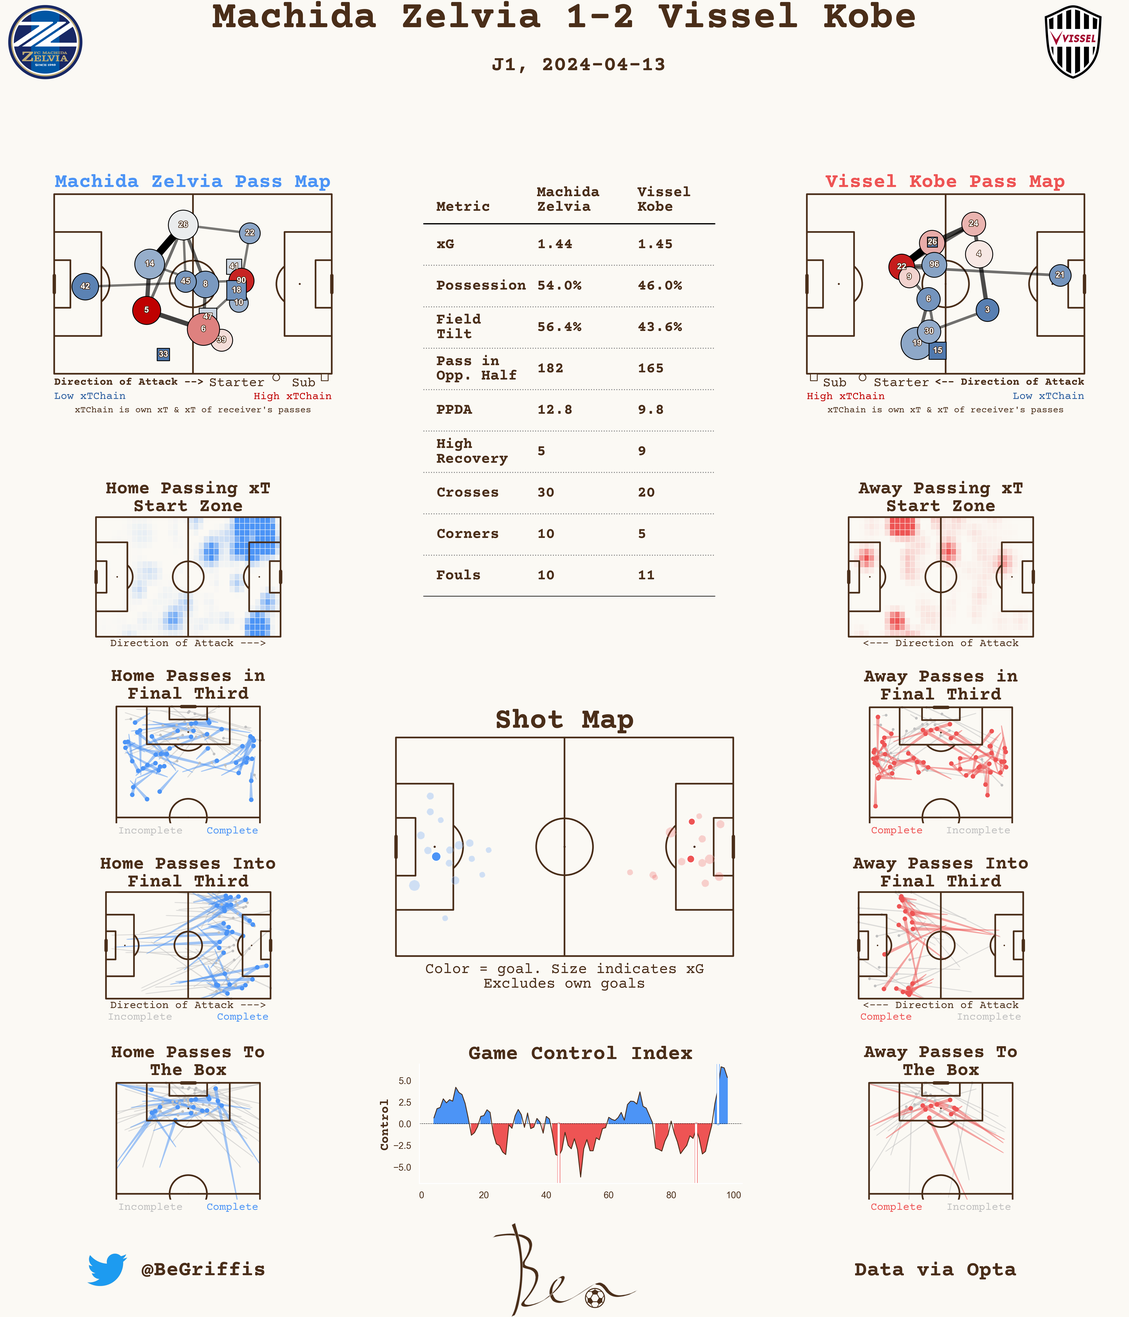 Machida Zelvia 1-2 Vissel Kobe
J1, 2024-04-13
FC MACHIDA
ZELVIA
SINCE 1989
VISSEL
Machida Zelvia Pass Map
26
22
14
41
42
45
8
90
18
10
5
47
6
39
33
Direction of Attack --> Starter Sub
Low xTChain High xTChain
xTChain is own xT & xT of receiver's passes
Metric Machida Zelvia Vissel Kobe
xG 1.44 1.45
Possession 54.0% 46.0%
Field Tilt 56.4% 43.6%
Pass in Opp. Half 182 165
PPDA 12.8 9.8
High Recovery 5 9
Crosses 30 20
Corners 10 5
Fouls 10 11
Vissel Kobe Pass Map
24
26
4
22
96
9
21
6
3
30
19
15
Sub Starter <-- Direction of Attack
High xTChain Low xTChain
xTChain is own xT & xT of receiver's passes
Home Passing xT
Start Zone
Direction of Attack --->
Away Passing xT
Start Zone
<--- Direction of Attack
Home Passes in
Final Third
Incomplete Complete
Shot Map
Color = goal. Size indicates xG
Excludes own goals
Away Passes in
Final Third
Complete Incomplete
Home Passes Into
Final Third
Direction of Attack --->
Incomplete Complete
Away Passes Into
Final Third
<--- Direction of Attack
Complete Incomplete
Home Passes To
The Box
Incomplete Complete
Game Control Index
Control
5.0
2.5
0.0
−2.5
−5.0
0 20 40 60 80 100
Away Passes To
The Box
Complete Incomplete
@BeGriffis
Ben
Data via Opta